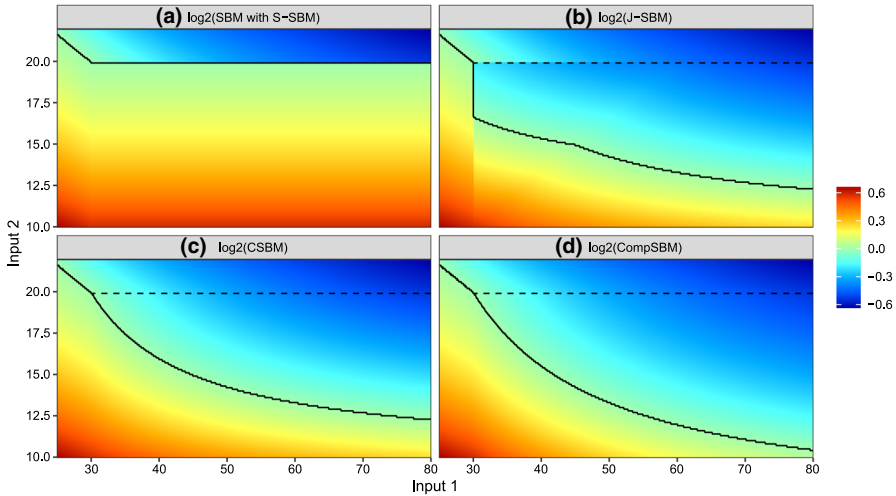 (a) log2(SBM with S−SBM)
(b) log2(J−SBM)
20.0
17.5
15.0
12.5
10.0
(c) log2(CSBM)
(d) log2(CompSBM)
20.0
17.5
15.0
12.5
10.0
30 40 50 60 70 80
30 40 50 60 70 80
Input 1
Input 2
0.6
0.3
0.0
−0.3
−0.6